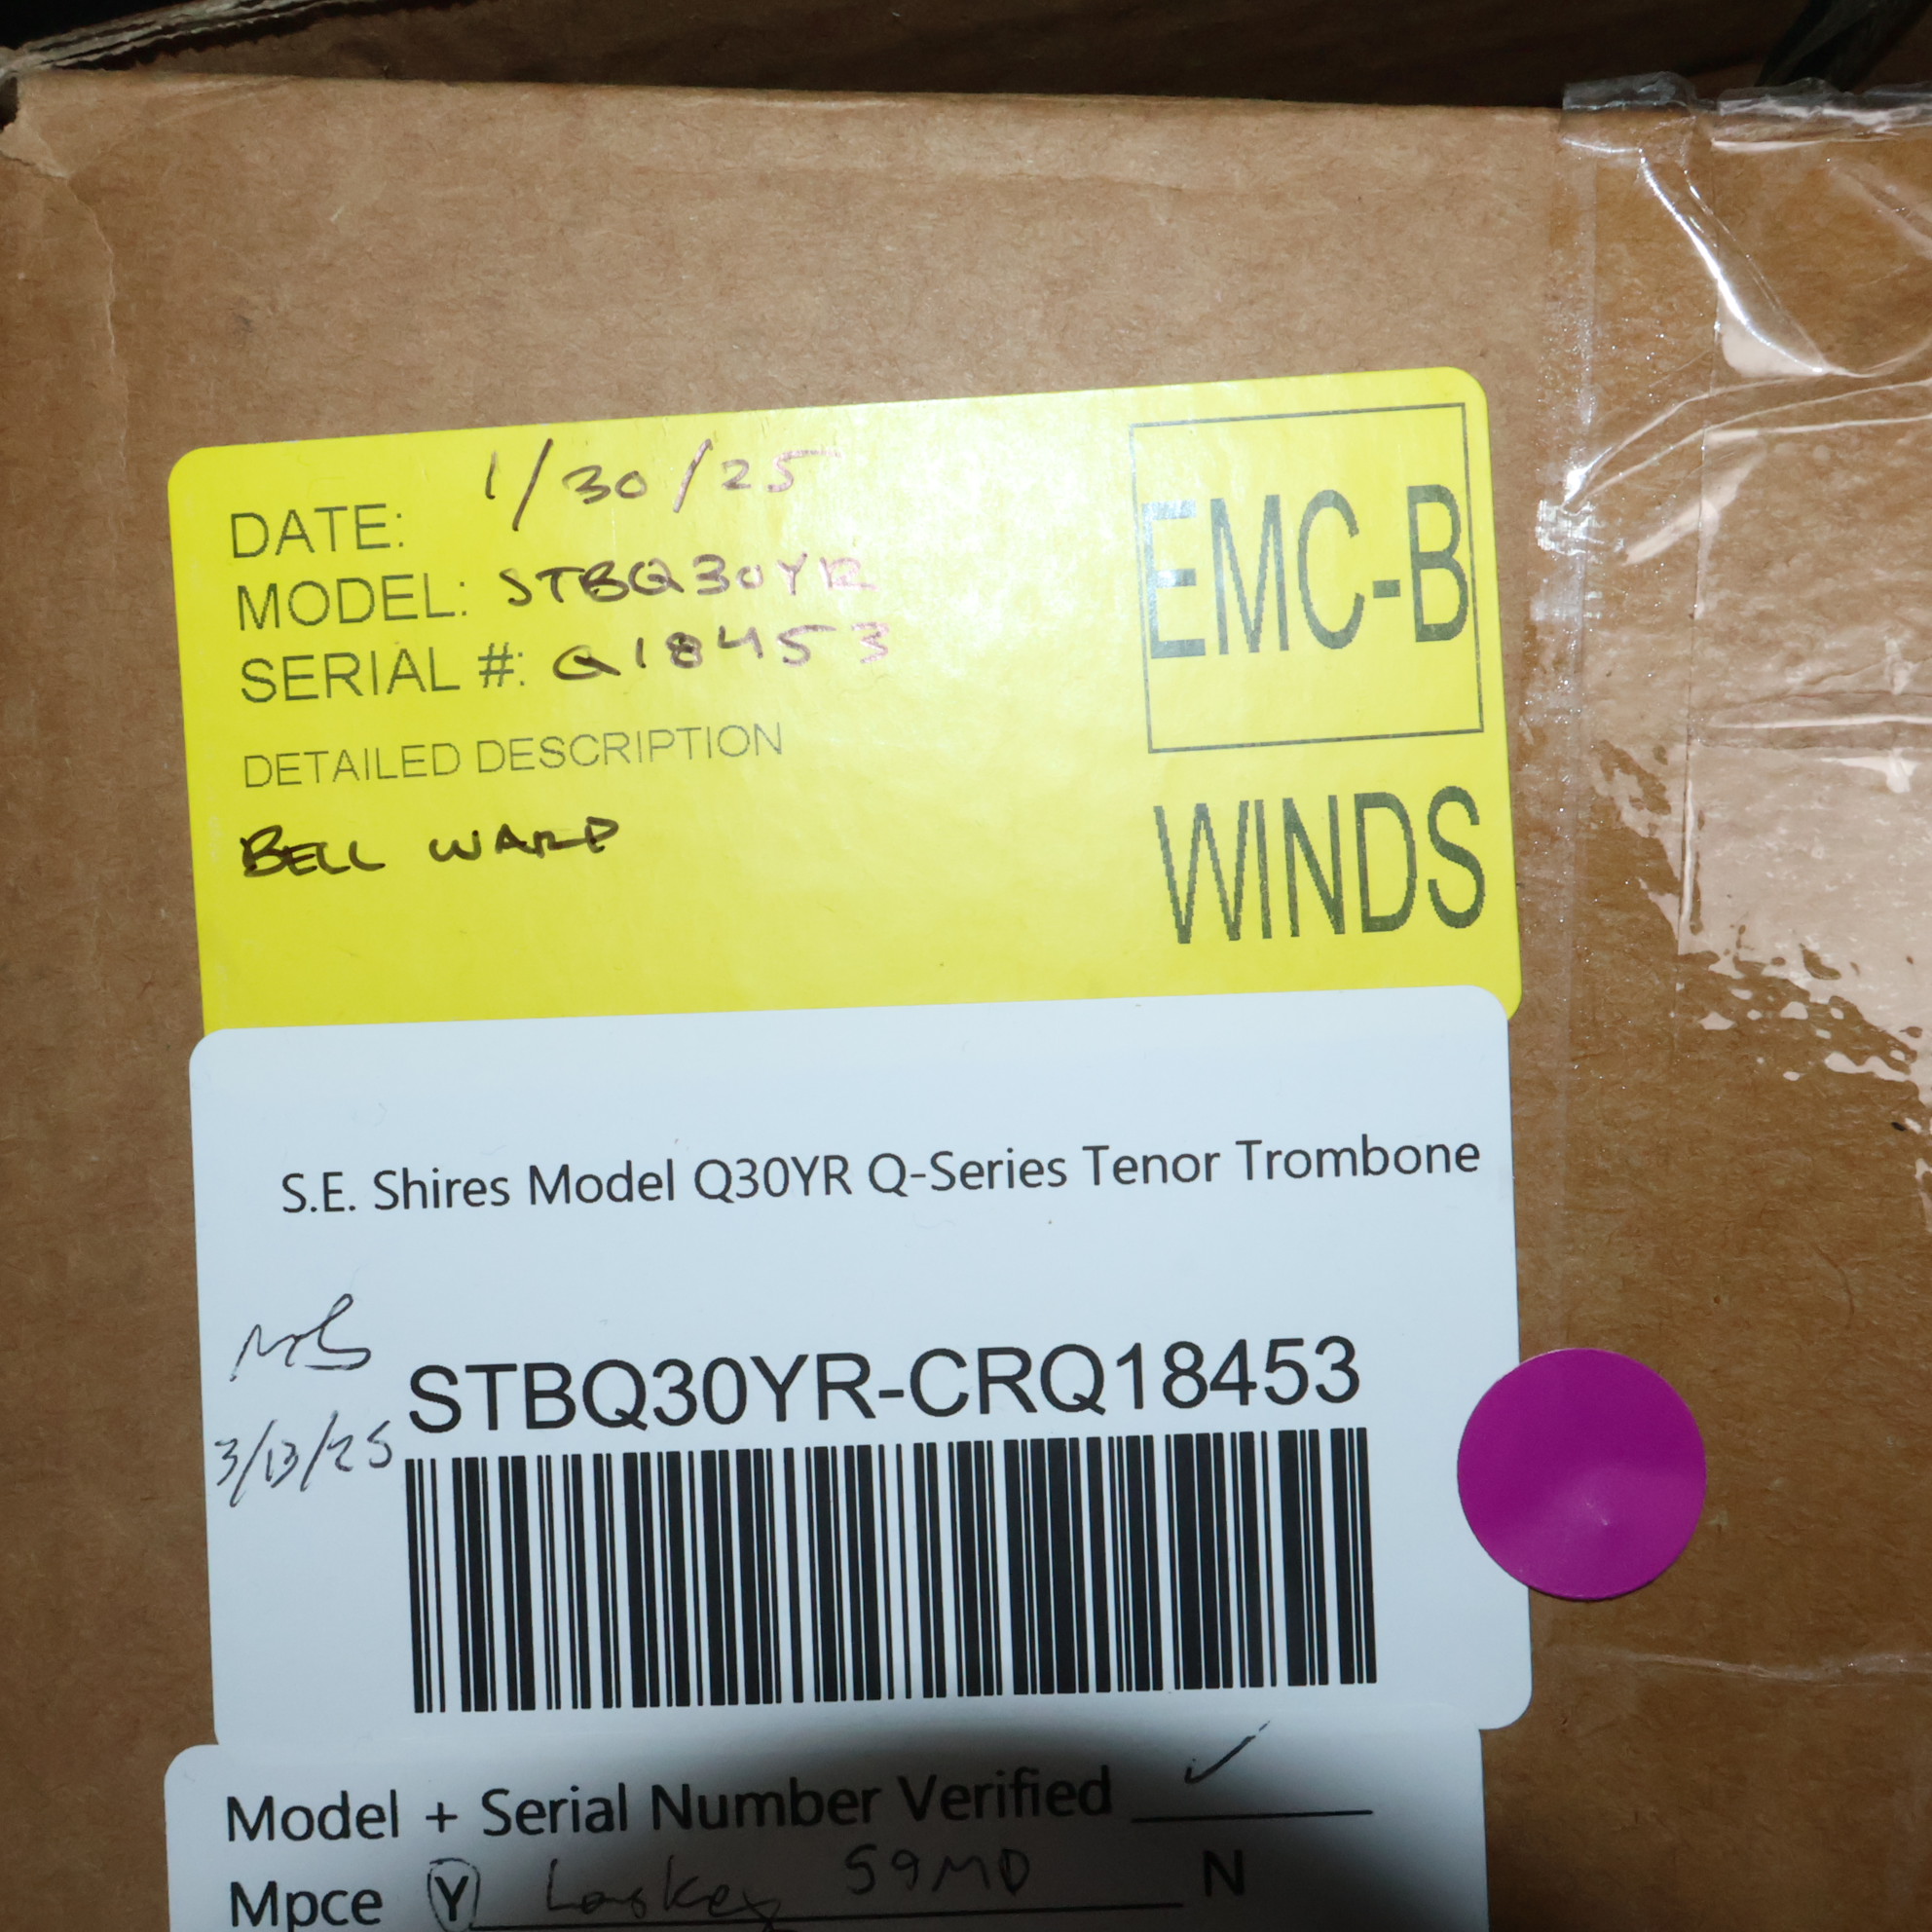 DATE: 1/30/25
MODEL: STBQ30YR
SERIAL #: Q18453
EMC-B
DETAILED DESCRIPTION
BELL WARP
WINDS
S.E. Shires Model Q30YR Q-Series Tenor Trombone
STBQ30YR-CRQ18453
3/13/25
Model + Serial Number Verified ✓
Mpce Y Laskey 59MD N